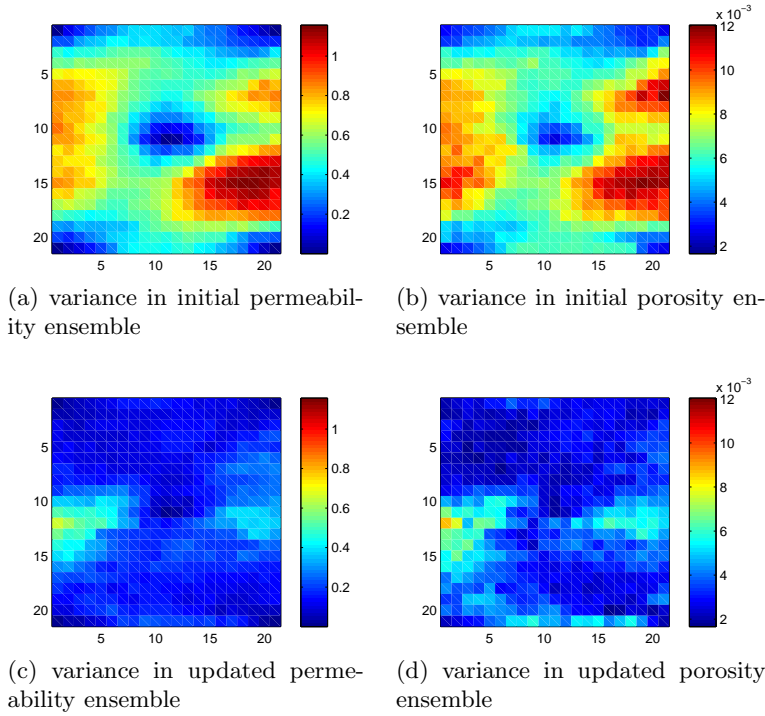 x 10⁻³
5
10
15
20
5 10 15 20
1
0.8
0.6
0.4
0.2
5
10
15
20
5 10 15 20
12
10
8
6
4
2
(a) variance in initial permeabil-
ity ensemble
(b) variance in initial porosity en-
semble
x 10⁻³
5
10
15
20
5 10 15 20
1
0.8
0.6
0.4
0.2
5
10
15
20
5 10 15 20
12
10
8
6
4
2
(c) variance in updated perme-
ability ensemble
(d) variance in updated porosity
ensemble